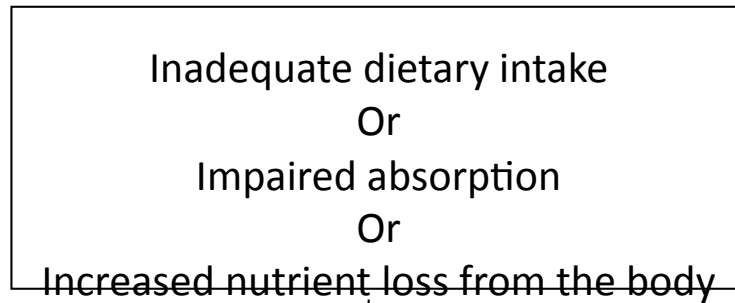 Inadequate dietary intake
Or
Impaired absorption
Or
Increased nutrient loss from the body